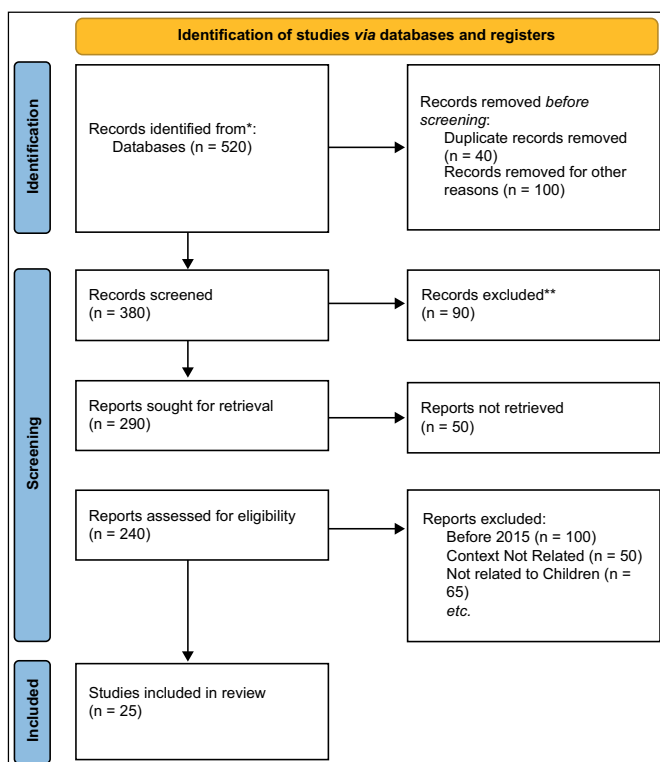 Identification of studies via databases and registers
Identification
Records identified from*:
Databases (n = 520)
Records removed before
screening:
Duplicate records removed
(n = 40)
Records removed for other
reasons (n = 100)
Screening
Records screened
(n = 380)
Records excluded**
(n = 90)
Reports sought for retrieval
(n = 290)
Reports not retrieved
(n = 50)
Reports assessed for eligibility
(n = 240)
Reports excluded:
Before 2015 (n = 100)
Context Not Related (n = 50)
Not related to Children (n =
65)
etc.
Included
Studies included in review
(n = 25)